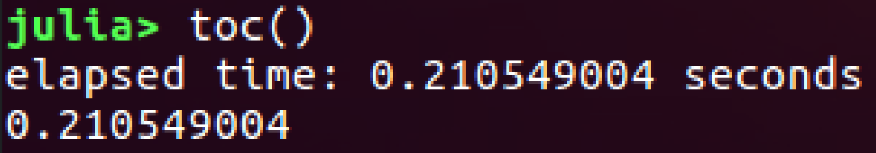 julia> toc()
elapsed time: 0.210549004 seconds
0.210549004